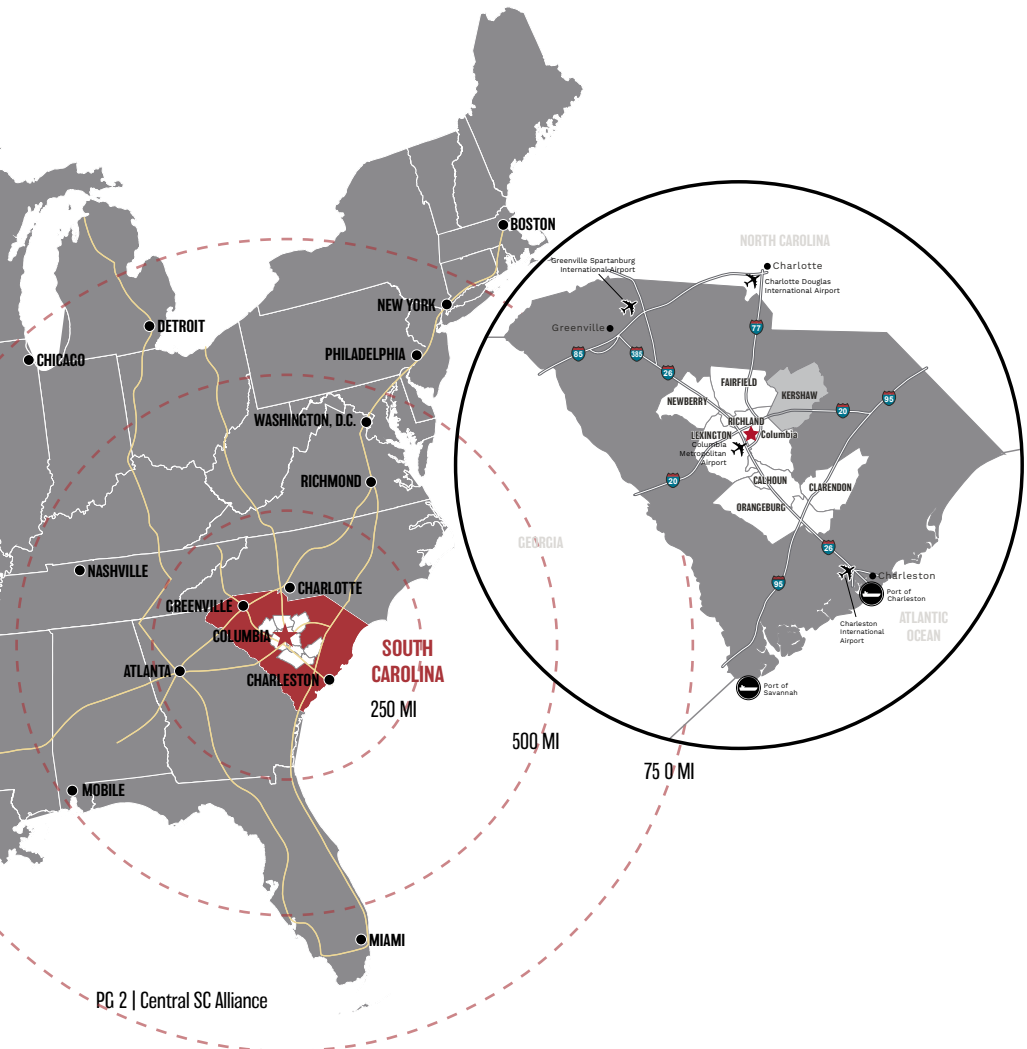 BOSTON
NEW YORK
DETROIT
PHILADELPHIA
CHICAGO
WASHINGTON, D.C.
RICHMOND
NASHVILLE
CHARLOTTE
GREENVILLE
COLUMBIA
SOUTH
CAROLINA
ATLANTA
CHARLESTON
250 MI
500 MI
75 0 MI
MOBILE
MIAMI
NORTH CAROLINA
Greenville Spartanburg
International Airport
Charlotte
Charlotte Douglas
International Airport
Greenville
77
85
385
26
FAIRFIELD
KERSHAW
NEWBERRY
95
20
RICHLAND
LEXINGTON
Columbia
Columbia
Metropolitan
Airport
20
CALHOUN
CLARENDON
ORANGEBURG
GEORGIA
26
95
Charleston
Port of
Charleston
Charleston
International
Airport
ATLANTIC
OCEAN
Port of
Savannah
PG 2 | Central SC Alliance